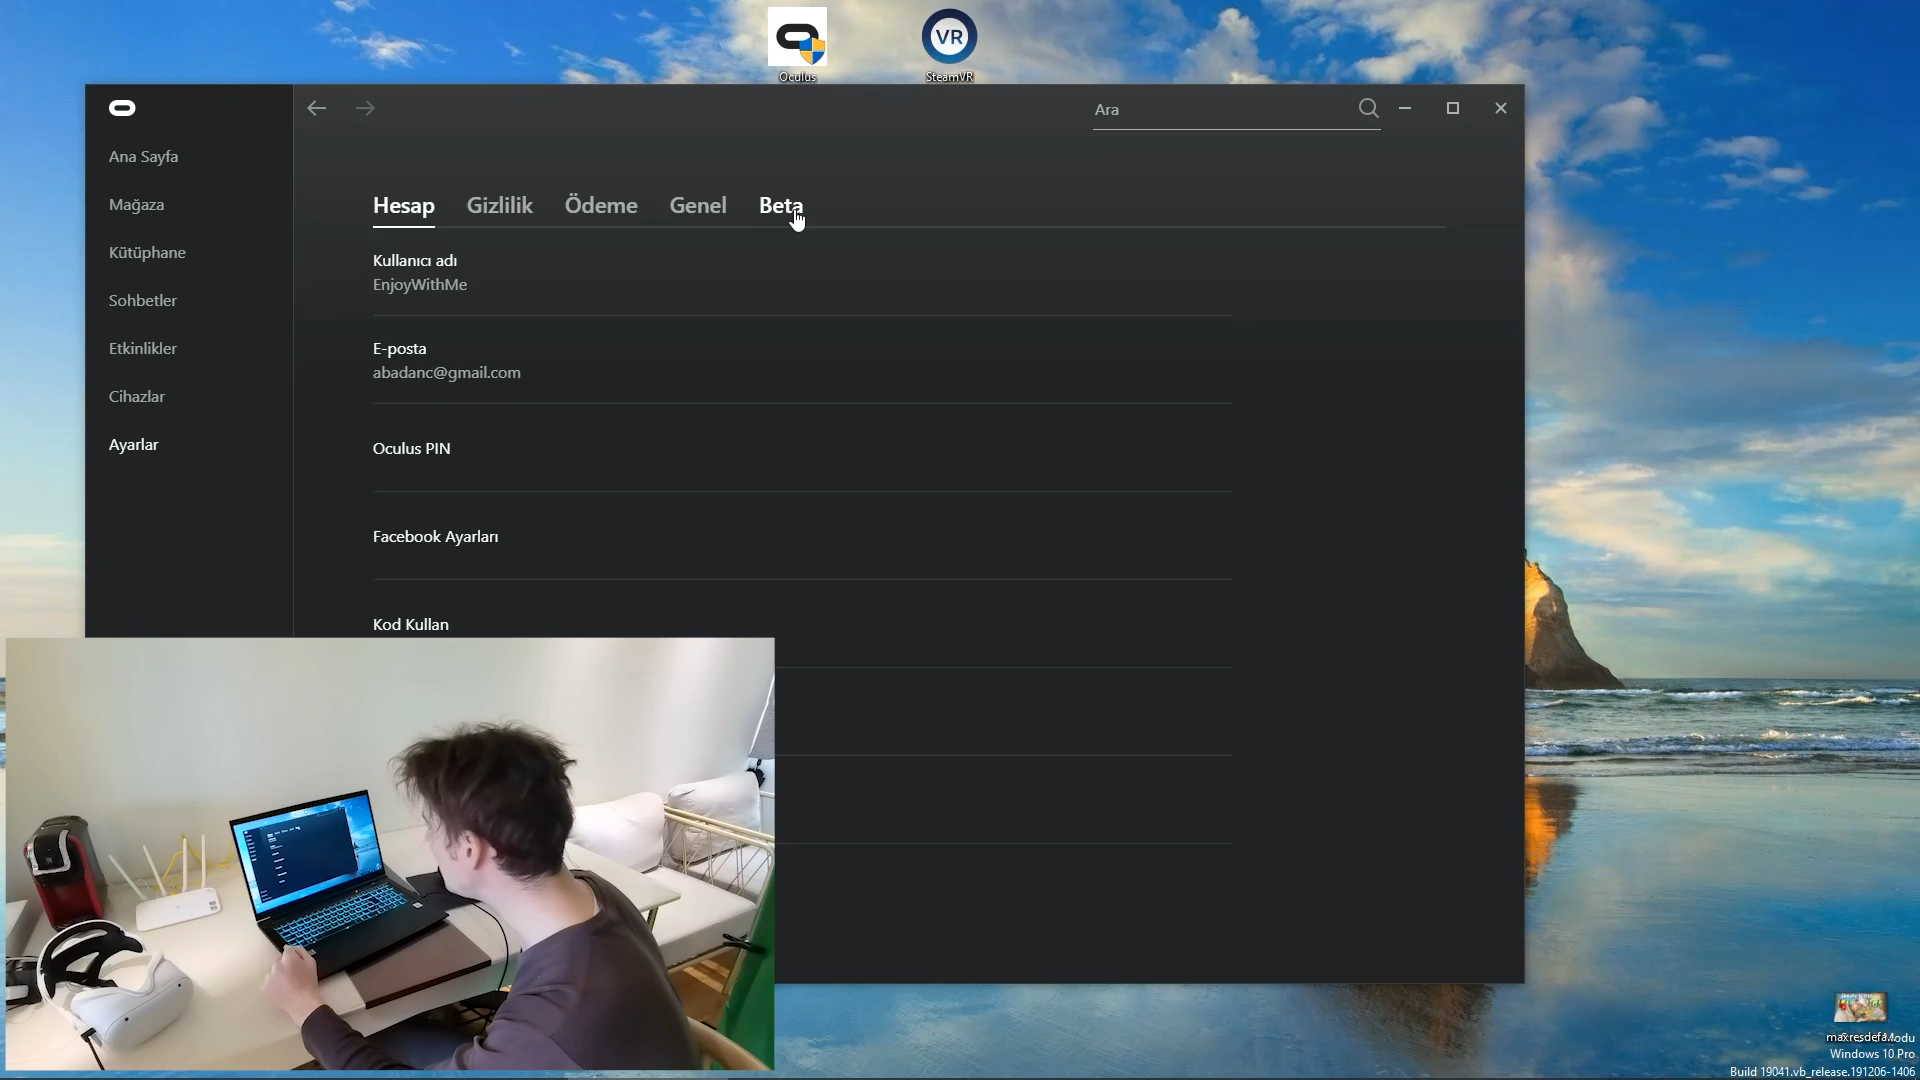 Oculus
VR
SteamVR
Ara
Ana Sayfa
Mağaza
Kütüphane
Sohbetler
Etkinlikler
Cihazlar
Ayarlar
Hesap Gizlilik Ödeme Genel Beta
Kullanıcı adı
EnjoyWithMe
E-posta
abadanc@gmail.com
Oculus PIN
Facebook Ayarları
Kod Kullan
Windows 10 Pro
Build 19041.vb_release.191206-1406